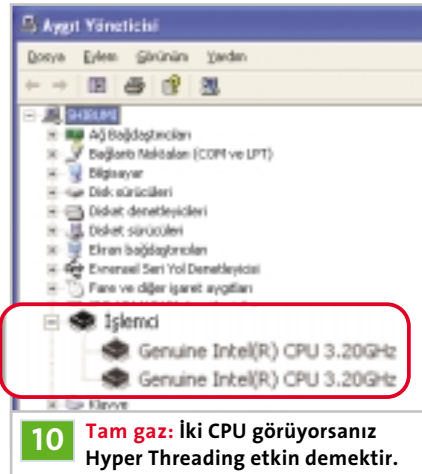 Aygıt Yöneticisi
Dosya Eylem Görünüm Yardım
SHIBUMI
Ağ Bağdaştırıcıları
Bağlantı Noktaları (COM ve LPT)
Bilgisayar
Disk sürücüleri
Disket denetleyicileri
Disket sürücüleri
Ekran bağdaştırıcıları
Evrensel Seri Yol Denetleyicisi
Fare ve diğer işaret aygıtları
İşlemci
Genuine Intel(R) CPU 3.20GHz
Genuine Intel(R) CPU 3.20GHz
Klavye
10 Tam gaz: İki CPU görüyorsanız
Hyper Threading etkin demektir.